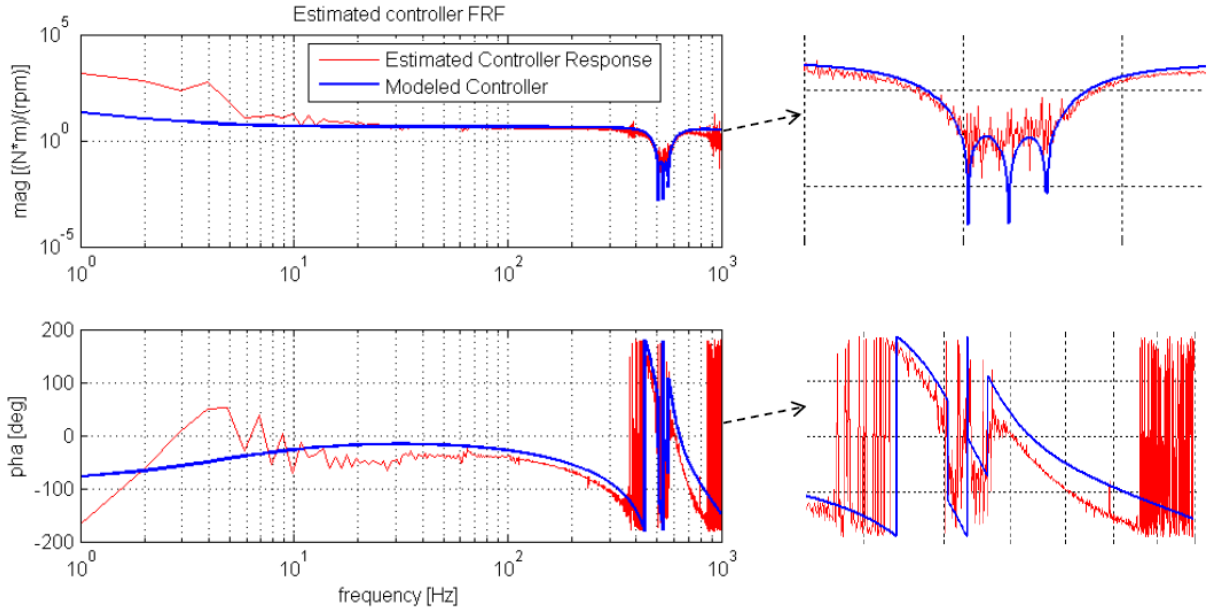 Estimated controller FRF
10^5
10^0
10^-5
mag [(N*m)/(rpm)]
Estimated Controller Response
Modeled Controller
10^0
10^1
10^2
10^3
200
100
0
-100
-200
pha [deg]
10^0
10^1
10^2
10^3
frequency [Hz]